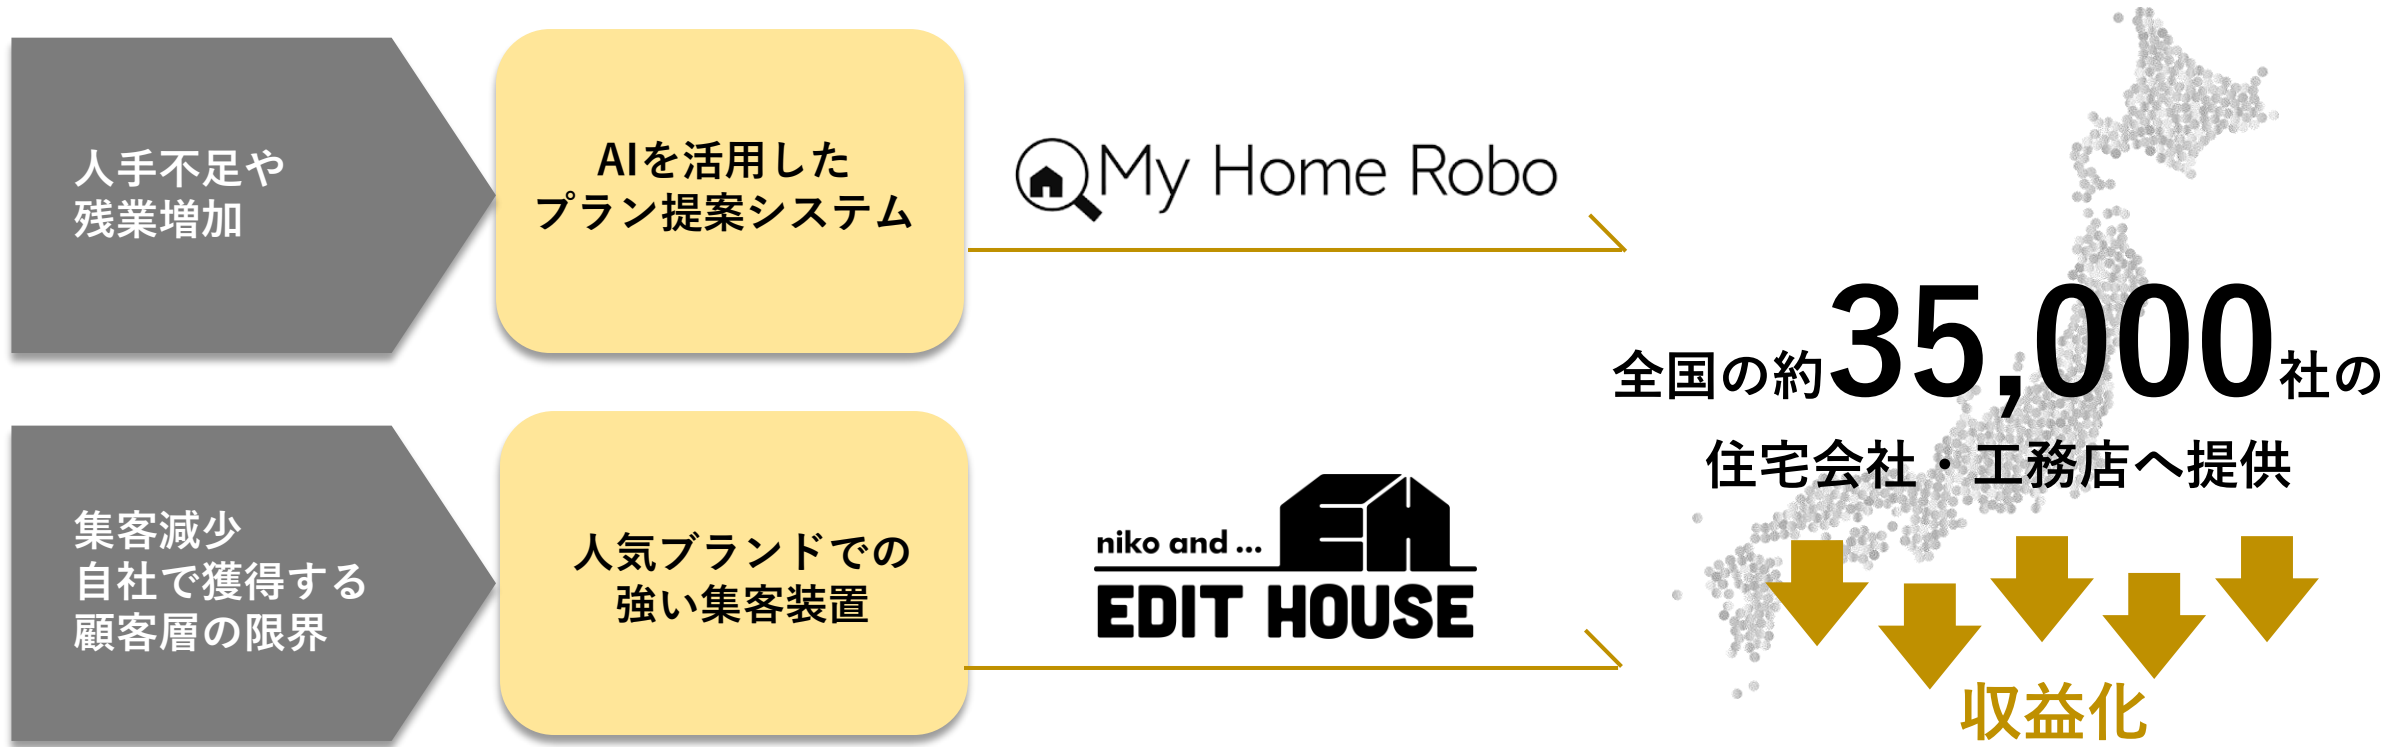 人手不足や
残業増加
AIを活用した
プラン提案システム
My Home Robo
集客減少
自社で獲得する
顧客層の限界
人気ブランドでの
強い集客装置
niko and ...
EDIT HOUSE
全国の約35,000社の
住宅会社・工務店へ提供
収益化